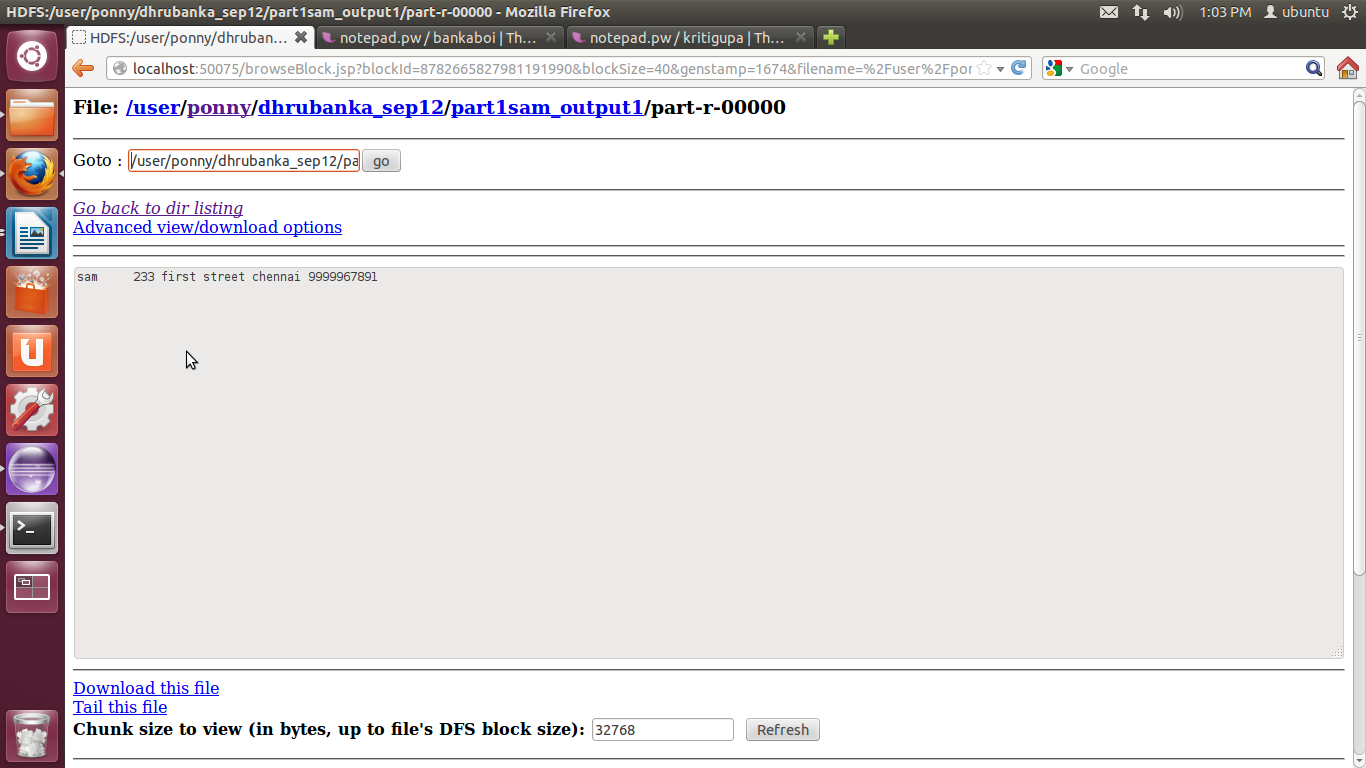 HDFS:/user/ponny/dhrubanka_sep12/part1sam_output1/part-r-00000 - Mozilla Firefox
1:03 PM ubuntu
HDFS:/user/ponny/dhruban...
notepad.pw / bankaboi | Th...
notepad.pw / kritigupa | Th...
localhost:50075/browseBlock.jsp?blockId=8782665827981191990&blockSize=40&genstamp=1674&filename=%2Fuser%2Fpor
Google
File: /user/ponny/dhrubanka_sep12/part1sam_output1/part-r-00000
Goto : /user/ponny/dhrubanka_sep12/pa go
Go back to dir listing
Advanced view/download options
sam 233 first street chennai 9999967891
Download this file
Tail this file
Chunk size to view (in bytes, up to file's DFS block size): 32768 Refresh